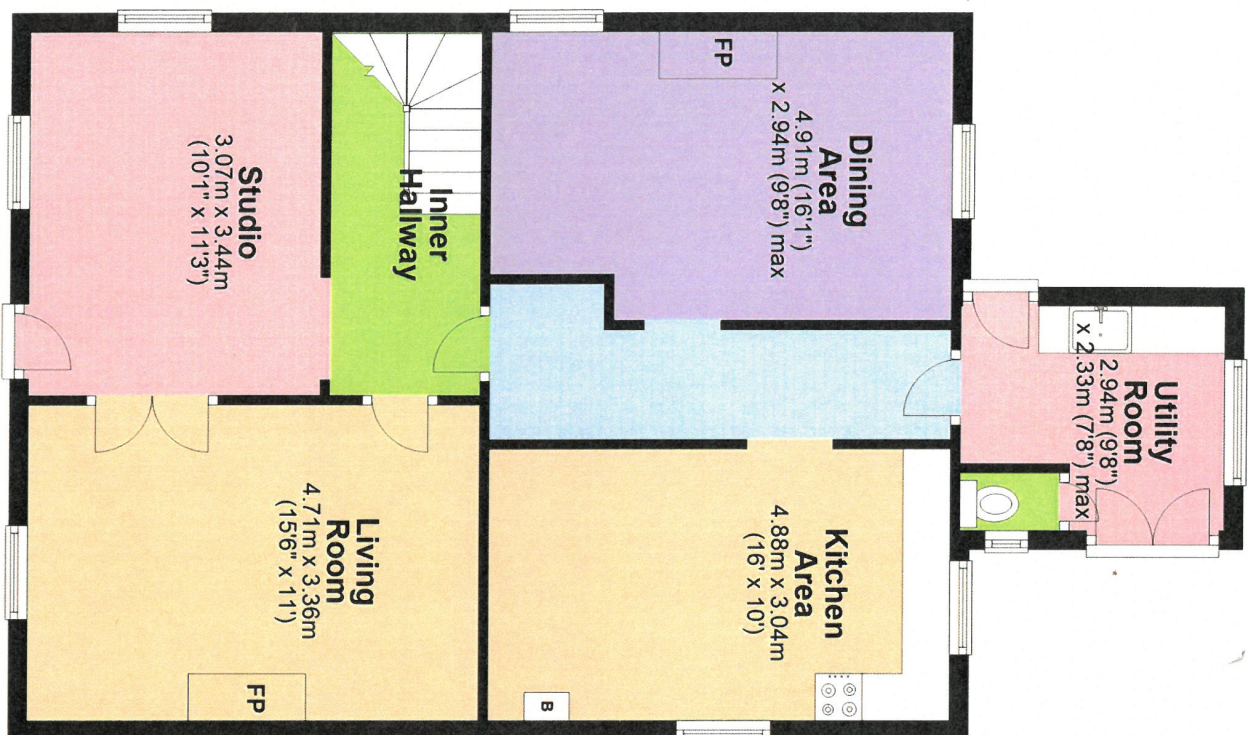 Utility
Room
2.94m (9'8")
x 2.33m (7'8") max
Dining
Area
4.91m (16'1")
x 2.94m (9'8") max
FP
Kitchen
Area
4.88m x 3.04m
(16' x 10')
B
Inner
Hallway
Living
Room
4.71m x 3.36m
(15'6" x 11')
FP
Studio
3.07m x 3.44m
(10'1" x 11'3")